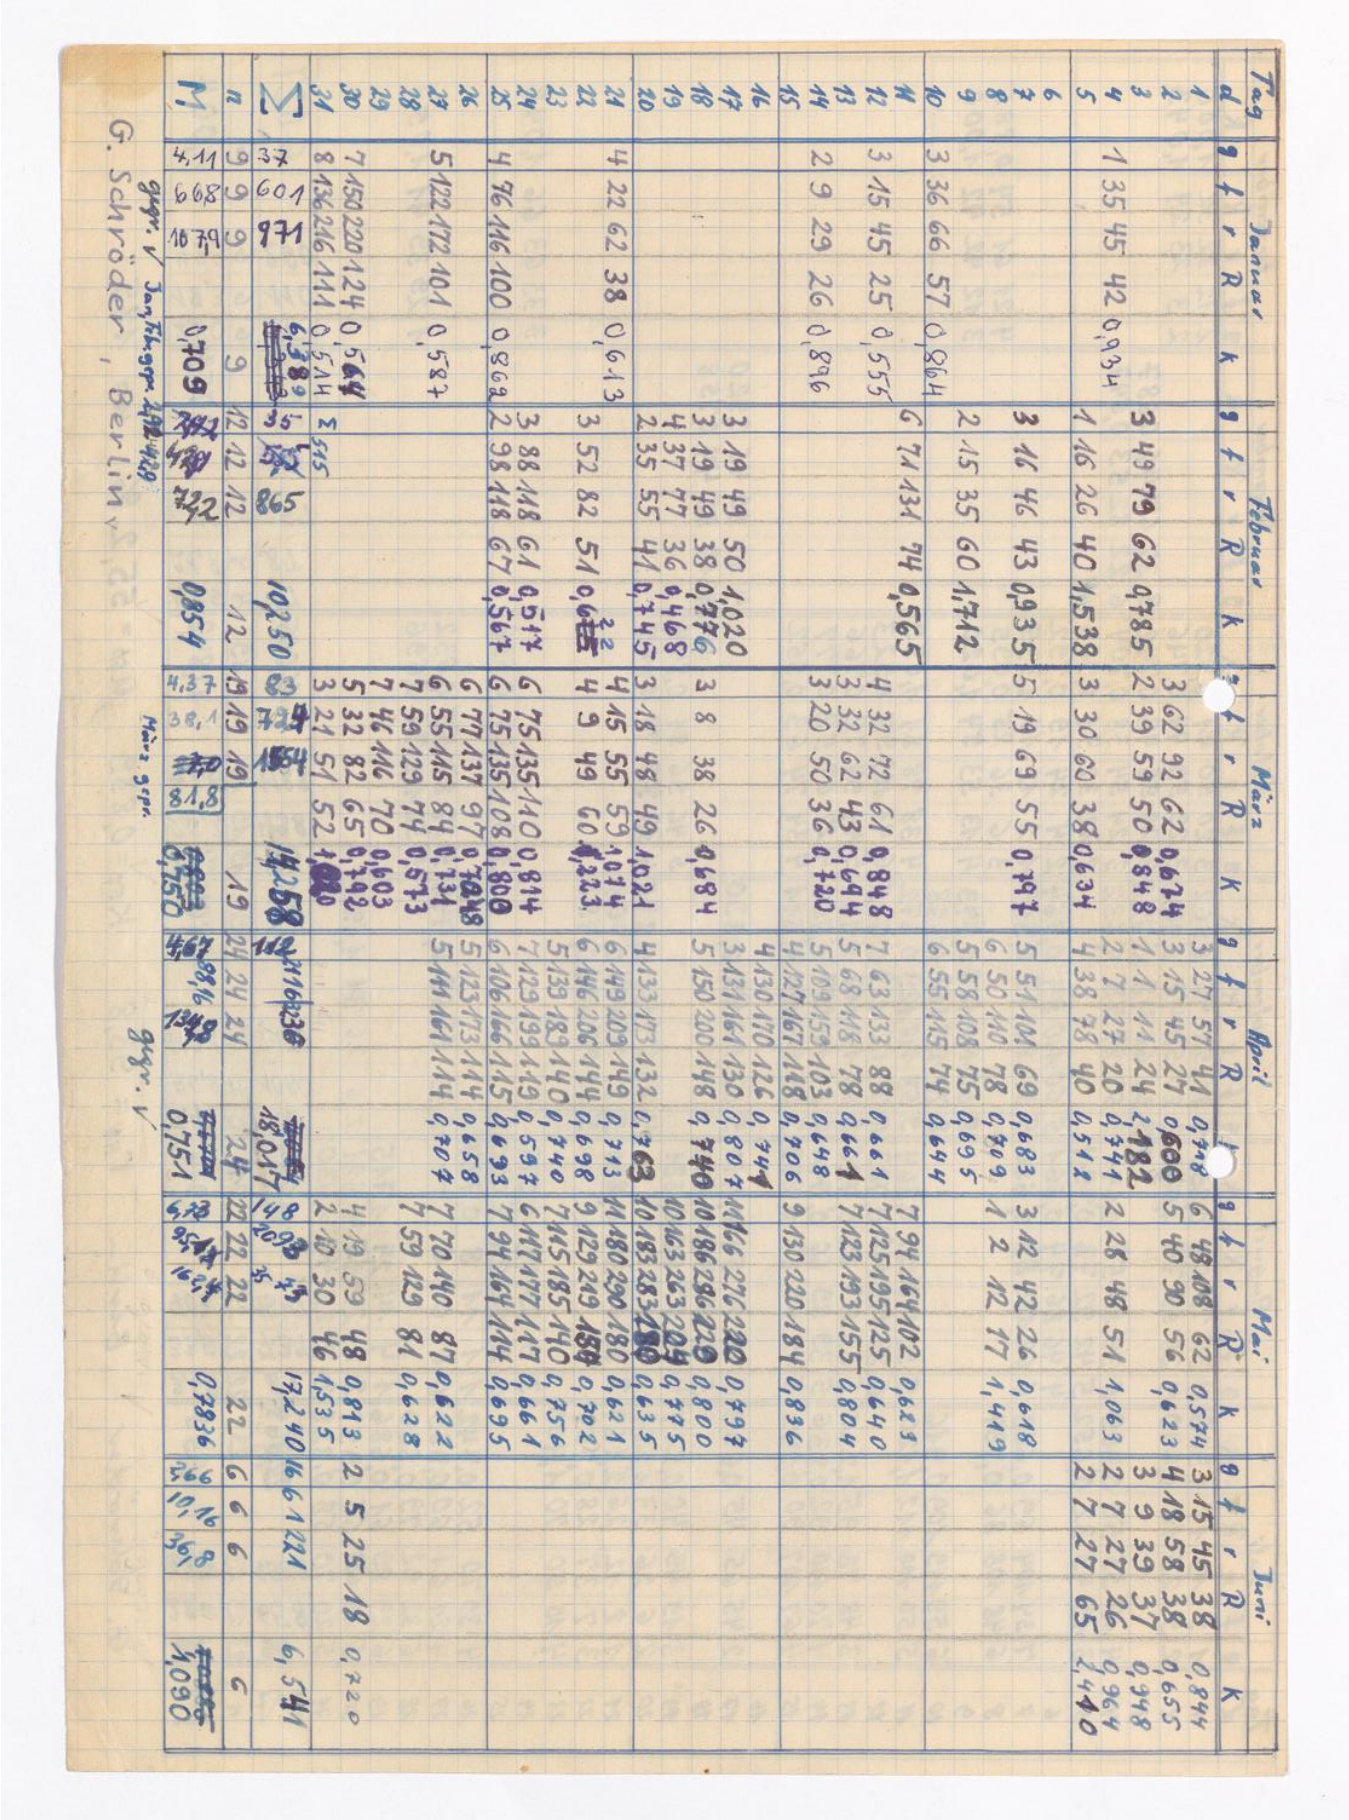 Tag Januar Februar März April Mai Juni
d g f r R k g f r R k g f r R k g f r R k g f r R k g f r R k
1 3 27 57 41 6 48 108 62 0,574 3 15 45 38 0,844
2 3 62 92 62 0,674 3 15 45 27 0,600 5 40 90 56 0,623 4 18 58 38 0,655
3 3 49 79 62 0,785 2 39 59 50 0,848 1 1 11 24 2,182 3 9 39 37 0,948
4 1 35 45 42 0,934 2 7 27 20 0,741 2 28 48 51 1,063 2 7 27 26 0,964
5 1 16 26 40 1,538 3 30 60 38 0,634 4 38 78 40 0,512 2 7 27 65 2,410
6
7 3 16 46 43 0,935 5 19 69 55 0,797 5 51 101 69 0,683 3 12 42 26 0,618
8 6 50 110 78 0,709 1 2 12 17 1,419
9 2 15 35 60 1,712 5 58 108 75 0,695
10 3 36 66 57 0,864 6 55 115 74 0,644
11 6 71 131 74 0,565 7 94 164 102 0,623
12 3 15 45 25 0,555 4 32 72 61 0,848 7 63 133 88 0,661 7 125 195 125 0,640
13 3 32 62 43 0,694 5 68 118 78 0,661 7 123 193 155 0,804
14 2 9 29 26 0,896 3 20 50 36 0,720 5 109 159 103 0,648
15 4 127 167 118 0,706 9 130 220 184 0,836
16 4 130 170 126 0,741
17 3 19 49 50 1,020 3 131 161 130 0,807 11 166 276 220 0,797
18 3 19 49 38 0,776 3 8 38 26 0,684 5 150 200 148 0,740 10 186 286 229 0,800
19 4 37 77 36 0,468 10 163 263 204 0,775
20 2 35 55 41 0,745 3 18 48 49 1,021 4 133 173 132 0,763 10 183 283 180 0,635
21 4 22 62 38 0,613 4 15 55 59 1,074 6 149 209 149 0,713 11 180 290 180 0,621
22 3 52 82 51 0,622 4 9 49 60 1,223 6 146 206 144 0,698 9 129 219 154 0,702
23 5 139 189 140 0,740 7 115 185 140 0,756
24 3 88 118 61 0,517 6 75 135 110 0,814 7 129 199 119 0,597 6 117 177 117 0,661
25 4 76 116 100 0,862 2 98 118 67 0,567 6 75 135 108 0,800 6 106 166 115 0,693 7 94 164 114 0,695
26 6 77 137 97 5 123 173 114 0,658
27 5 122 172 101 0,587 6 55 115 84 0,731 5 111 161 114 0,707 7 70 140 87 0,622
28 7 59 129 74 0,573 7 59 129 81 0,628
29 7 46 116 70 0,603
30 7 150 220 124 0,564 5 32 82 65 0,792 4 19 59 48 0,813 2 5 25 18 0,720
31 8 136 216 111 0,514 Σ 515 3 21 51 52 2 10 30 46 1,535
Σ 37 601 971 6,389 35 865 10,250 83 14,258 112 18,017 148 17,240 16 61 221 6,541
n 9 9 9 9 12 12 12 12 19 19 19 19 24 24 24 24 22 22 22 22 6 6 6 6
M. 4,11 66,8 107,9 0,709 72,2 0,854 4,37 38,1 81,8 0,750 4,67 88,16 0,751 0,7836 2,66 10,16 36,8 1,090
gepr. √ Jan, Feb. gepr. März gepr. gepr. √
G. Schröder, Berlin